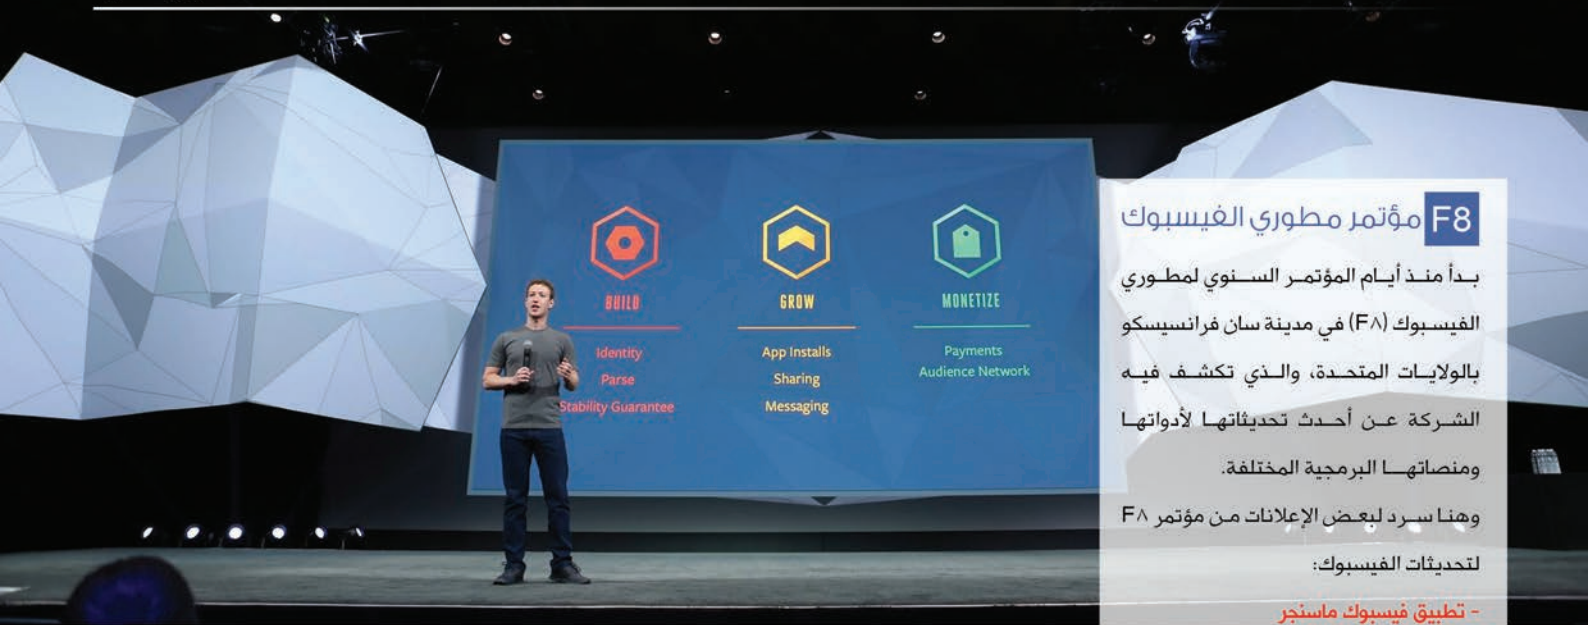 BUILD
Identity
Parse
Stability Guarantee
GROW
App Installs
Sharing
Messaging
MONETIZE
Payments
Audience Network
F8 مؤتمر مطوري الفيسبوك
بدأ منذ أيام المؤتمر السنوي لمطوري
الفيسبوك (F٨) في مدينة سان فرانسيسكو
بالولايات المتحدة، والذي تكشف فيه
الشركة عن أحدث تحديثاتها لأدواتها
ومنصاتها البرمجية المختلفة.
وهنا سرد لبعض الإعلانات من مؤتمر F٨
لتحديثات الفيسبوك:
- تطبيق فيسبوك ماسنجر